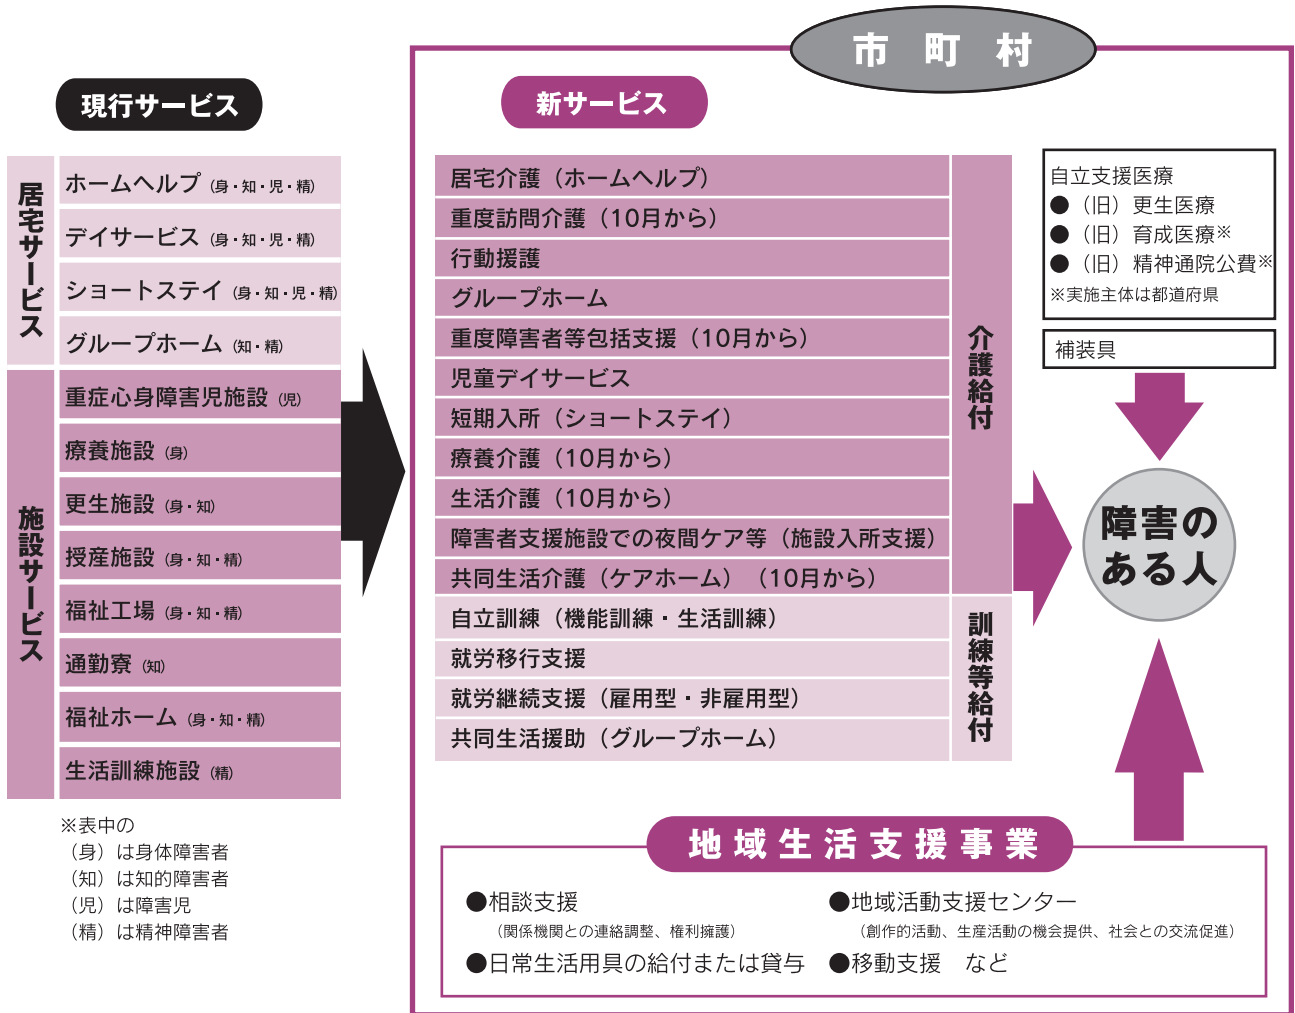 市町村
現行サービス
居宅サービス
ホームヘルプ（身・知・児・精）
デイサービス（身・知・児・精）
ショートステイ（身・知・児・精）
グループホーム（知・精）
施設サービス
重症心身障害児施設（児）
療養施設（身）
更生施設（身・知）
授産施設（身・知・精）
福祉工場（身・知・精）
通勤寮（知）
福祉ホーム（身・知・精）
生活訓練施設（精）
※表中の
（身）は身体障害者
（知）は知的障害者
（児）は障害児
（精）は精神障害者
新サービス
居宅介護（ホームヘルプ）
重度訪問介護（10月から）
行動援護
グループホーム
重度障害者等包括支援（10月から）
児童デイサービス
短期入所（ショートステイ）
療養介護（10月から）
生活介護（10月から）
障害者支援施設での夜間ケア等（施設入所支援）
共同生活介護（ケアホーム）（10月から）
介護給付
自立訓練（機能訓練・生活訓練）
就労移行支援
就労継続支援（雇用型・非雇用型）
共同生活援助（グループホーム）
訓練等給付
自立支援医療
●（旧）更生医療
●（旧）育成医療※
●（旧）精神通院公費※
※実施主体は都道府県
補装具
障害の
ある人
地域生活支援事業
●相談支援
（関係機関との連絡調整、権利擁護）
●日常生活用具の給付または貸与
●地域活動支援センター
（創作的活動、生産活動の機会提供、社会との交流促進）
●移動支援　など